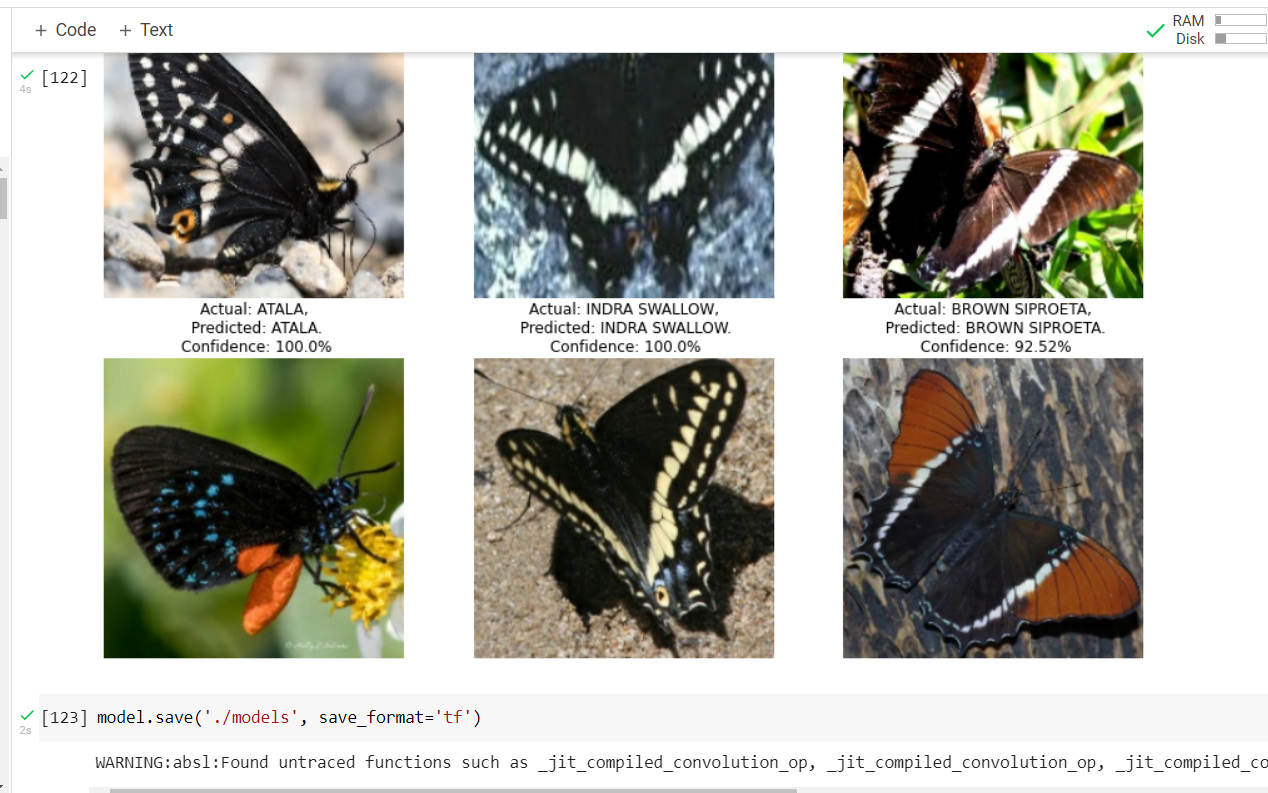 + Code + Text
RAM
Disk
[122]
4s
Actual: ATALA,
Predicted: ATALA.
Confidence: 100.0%
Actual: INDRA SWALLOW,
Predicted: INDRA SWALLOW.
Confidence: 100.0%
Actual: BROWN SIPROETA,
Predicted: BROWN SIPROETA.
Confidence: 92.52%
[123] model.save('./models', save_format='tf')
2s
WARNING:absl:Found untraced functions such as _jit_compiled_convolution_op, _jit_compiled_convolution_op, _jit_compiled_co